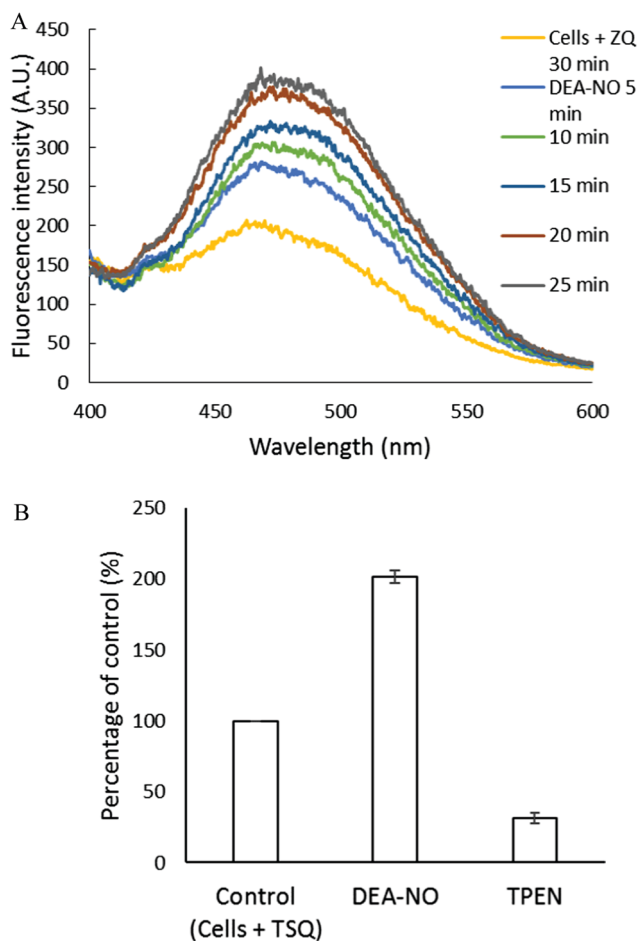 A
Fluorescence intensity (A.U.)
450
400
350
300
250
200
150
100
50
0
400
450
500
550
600
Wavelength (nm)
Cells + ZQ
30 min
DEA-NO 5
min
10 min
15 min
20 min
25 min
B
Percentage of control (%)
250
200
150
100
50
0
Control
(Cells + TSQ)
DEA-NO
TPEN